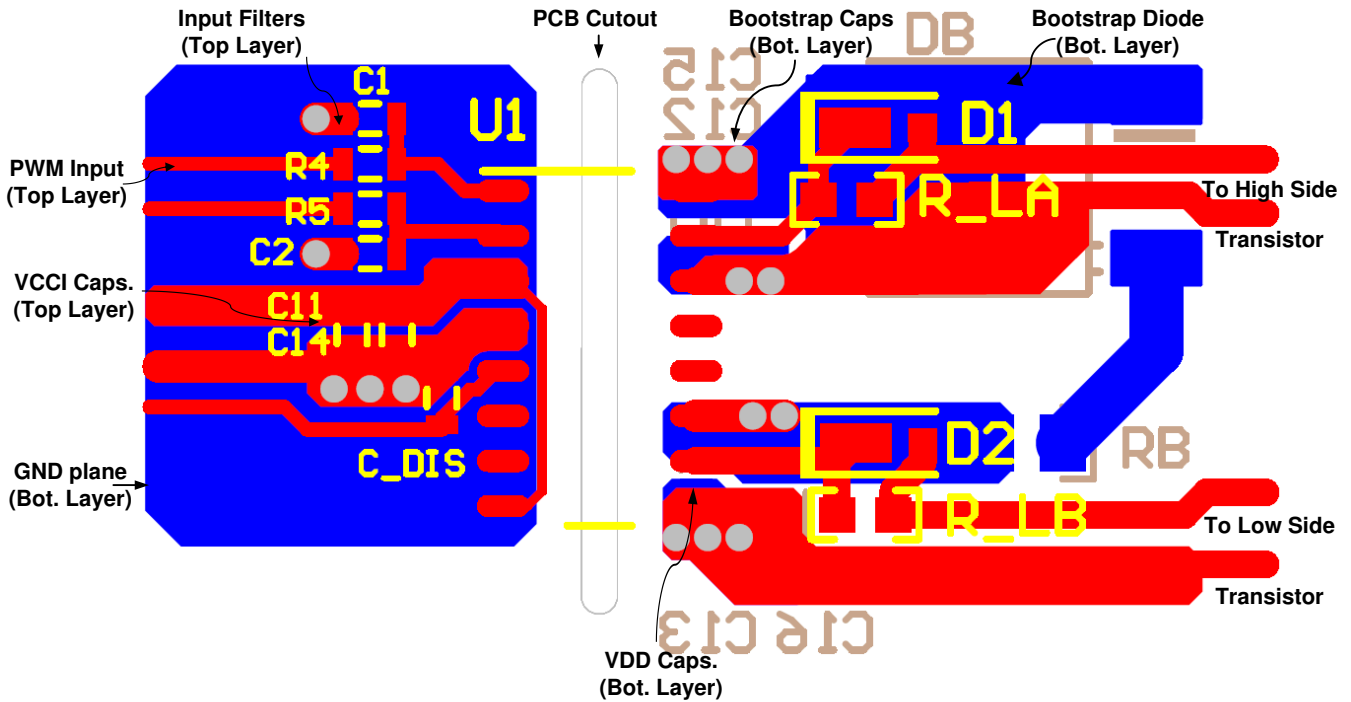 Input Filters
(Top Layer)
PCB Cutout
Bootstrap Caps
(Bot. Layer)
Bootstrap Diode
(Bot. Layer)
DB
C15
C12
C1
U1
D1
PWM Input
(Top Layer)
R4
R5
C2
R_LA
To High Side
Transistor
VCCI Caps.
(Top Layer)
C11
C14
GND plane
(Bot. Layer)
C_DIS
D2
RB
R_LB
To Low Side
Transistor
C13 C16
VDD Caps.
(Bot. Layer)